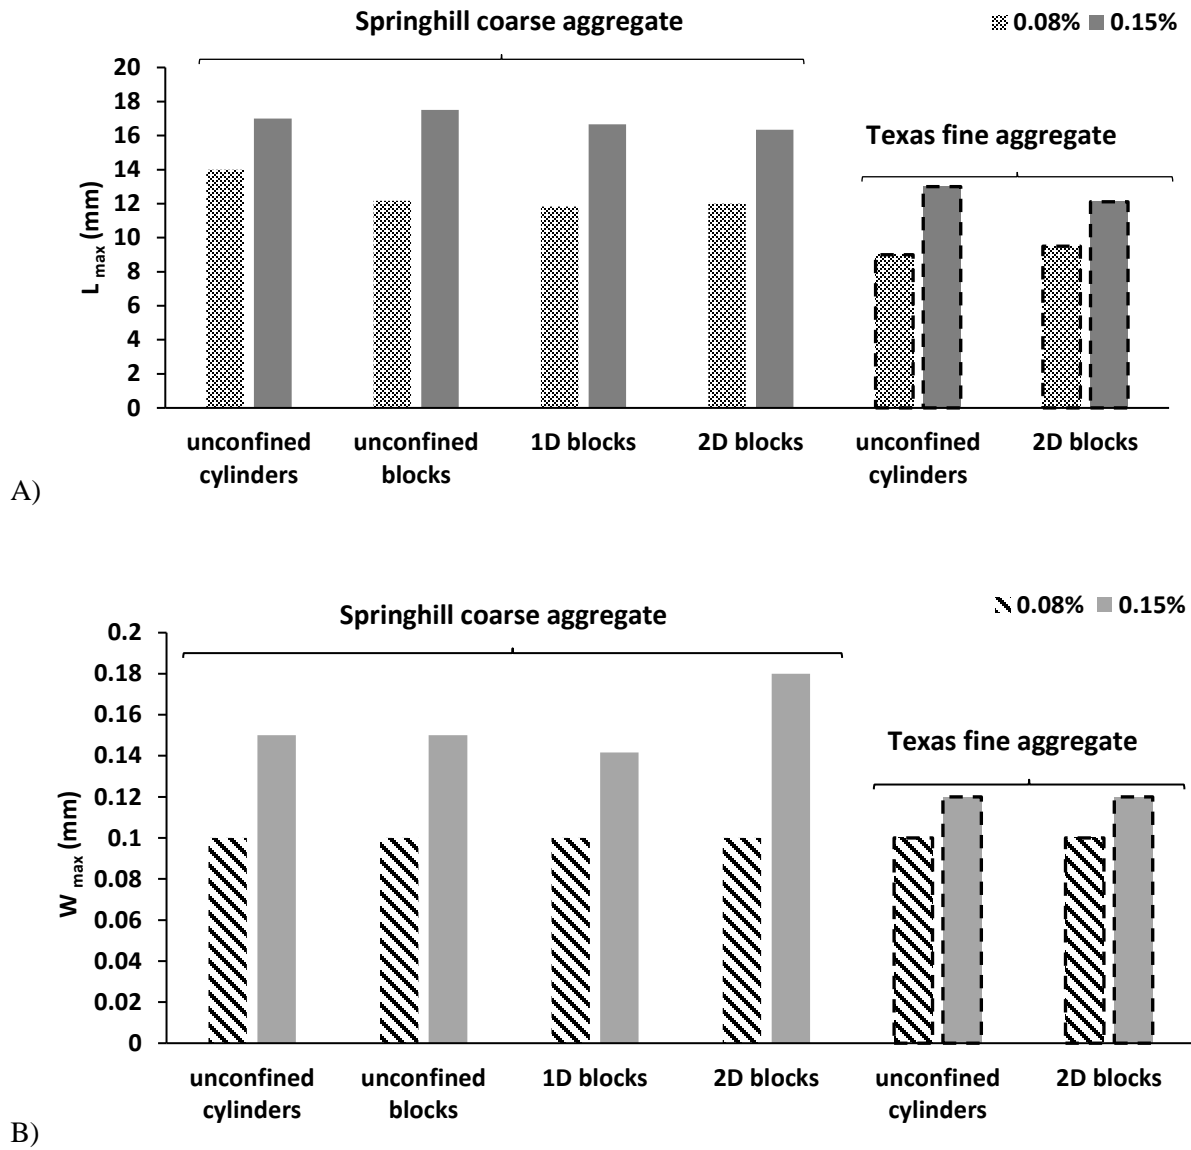 Springhill coarse aggregate
0.08% 0.15%
20
18
16
14
12
10
8
6
4
2
0
L max (mm)
Texas fine aggregate
unconfined cylinders
unconfined blocks
1D blocks
2D blocks
unconfined cylinders
2D blocks
A)
0.08% 0.15%
Springhill coarse aggregate
0.2
0.18
0.16
0.14
0.12
0.1
0.08
0.06
0.04
0.02
0
W max (mm)
Texas fine aggregate
unconfined cylinders
unconfined blocks
1D blocks
2D blocks
unconfined cylinders
2D blocks
B)